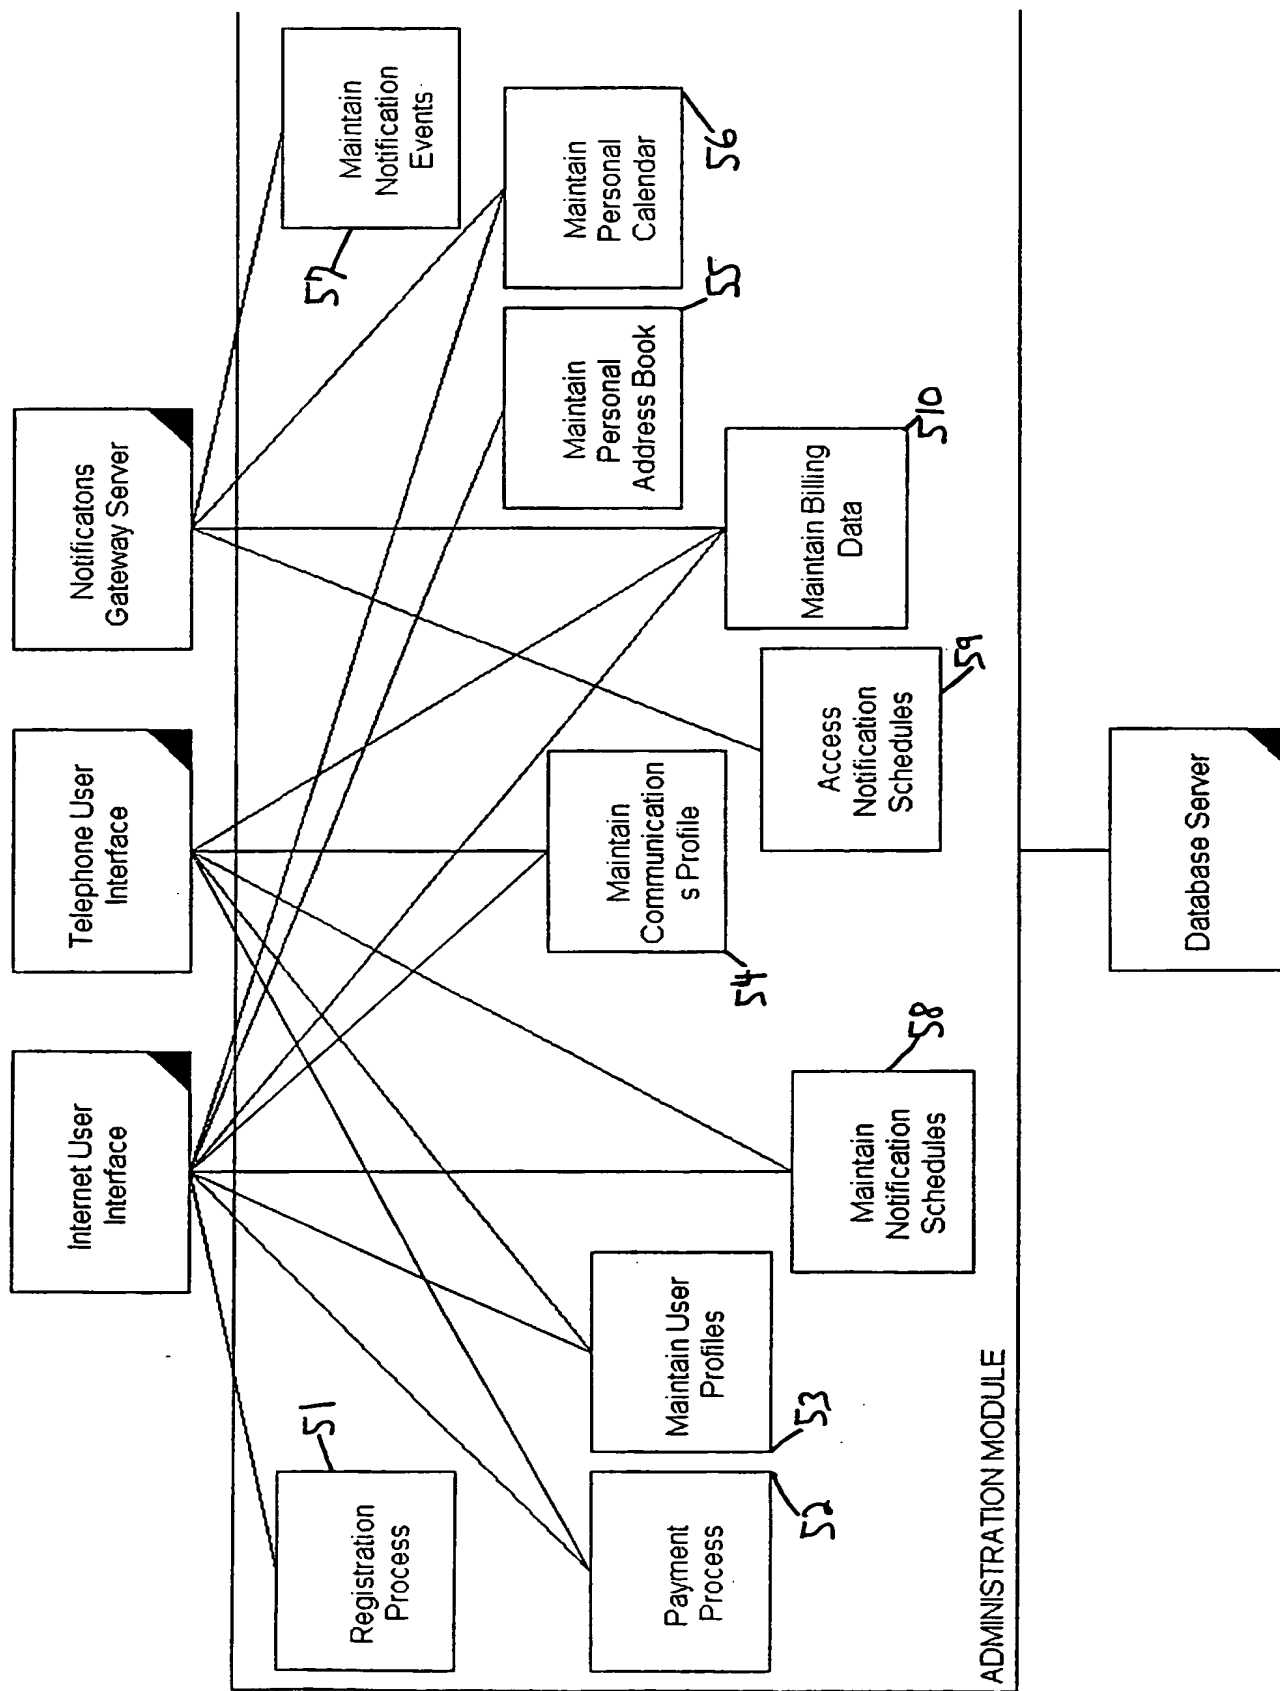 Internet User
Interface
Telephone User
Interface
Notificatons
Gateway Server
Registration
Process
51
Maintain
Notification
Events
57
Payment
Process
52
Maintain User
Profiles
53
Maintain
Communication
s Profile
54
Maintain
Personal
Address Book
55
Maintain
Personal
Calendar
56
Maintain
Notification
Schedules
58
Access
Notification
Schedules
59
Maintain Billing
Data
510
ADMINISTRATION MODULE
Database Server